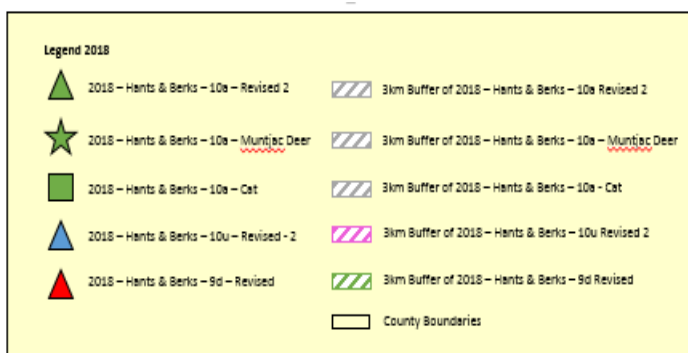 Legend 2018
2018 – Hants & Berks – 10a – Revised 2
2018 – Hants & Berks – 10a – Muntjac Deer
2018 – Hants & Berks – 10a – Cat
2018 – Hants & Berks – 10u – Revised - 2
2018 – Hants & Berks – 9d – Revised
3km Buffer of 2018 – Hants & Berks – 10a Revised 2
3km Buffer of 2018 – Hants & Berks – 10a – Muntjac Deer
3km Buffer of 2018 – Hants & Berks – 10a - Cat
3km Buffer of 2018 – Hants & Berks – 10u Revised 2
3km Buffer of 2018 – Hants & Berks – 9d Revised
County Boundaries